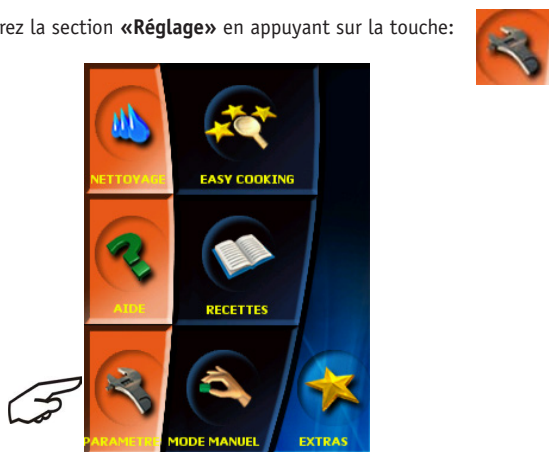 rez la section «Réglage» en appuyant sur la touche:
NETTOYAGE
EASY COOKING
AIDE
RECETTES
PARAMETRE
MODE MANUEL
EXTRAS